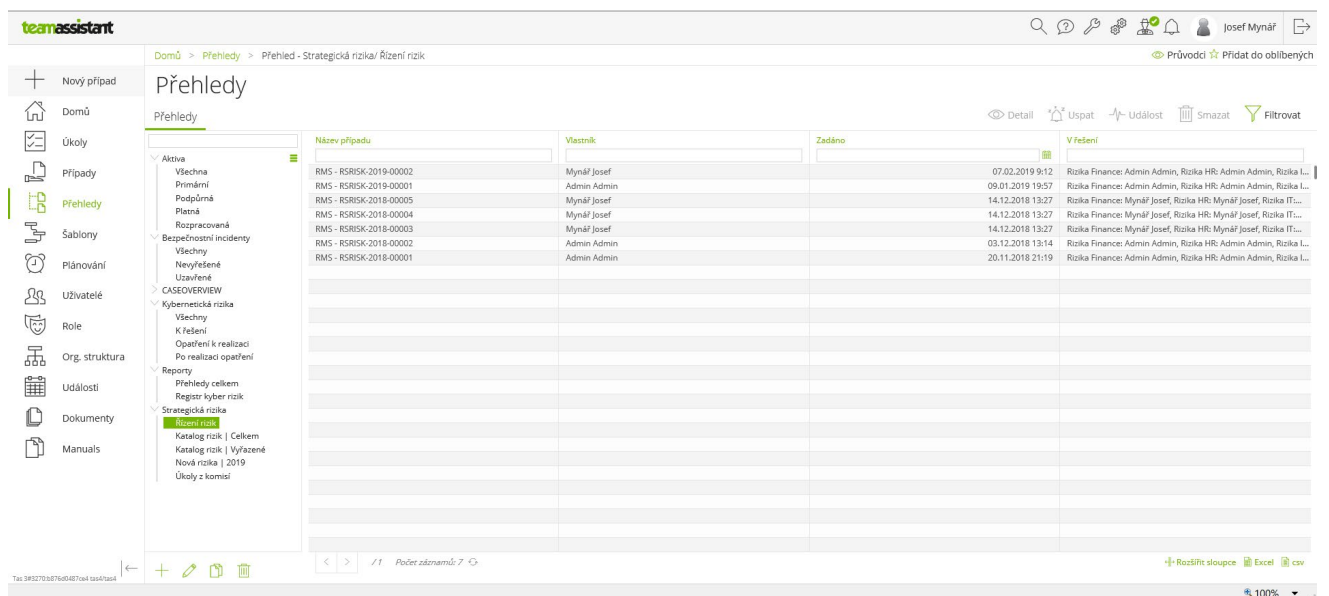 teamassistant
Josef Mynář
Domů > Přehledy > Přehled - Strategická rizika/ Řízení rizik
Průvodci Přidat do oblíbených
Nový případ
Domů
Úkoly
Případy
Přehledy
Šablony
Plánování
Uživatelé
Role
Org. struktura
Události
Dokumenty
Manuals
Přehledy
Přehledy
Detail Uspat Událost Smazat Filtrovat
Aktiva
Všechna
Primární
Podpůrná
Platná
Rozpracovaná
Bezpečnostní incidenty
Všechny
Nevyřešené
Uzavřené
CASEOVERVIEW
Kybernetická rizika
Všechny
K řešení
Opatření k realizaci
Po realizaci opatření
Reporty
Přehledy celkem
Registr kyber rizik
Strategická rizika
Řízení rizik
Katalog rizik | Celkem
Katalog rizik | Vyřazené
Nová rizika | 2019
Úkoly z komisí
Název případu Vlastník Zadáno V řešení
RMS - RSRISK-2019-00002 Mynář Josef 07.02.2019 9:12 Rizika Finance: Admin Admin, Rizika HR: Admin Admin, Rizika I...
RMS - RSRISK-2019-00001 Admin Admin 09.01.2019 19:57 Rizika Finance: Admin Admin, Rizika HR: Admin Admin, Rizika I...
RMS - RSRISK-2018-00005 Mynář Josef 14.12.2018 13:27 Rizika Finance: Mynář Josef, Rizika HR: Mynář Josef, Rizika IT:...
RMS - RSRISK-2018-00004 Mynář Josef 14.12.2018 13:27 Rizika Finance: Mynář Josef, Rizika HR: Mynář Josef, Rizika IT:...
RMS - RSRISK-2018-00003 Mynář Josef 14.12.2018 13:27 Rizika Finance: Mynář Josef, Rizika HR: Mynář Josef, Rizika IT:...
RMS - RSRISK-2018-00002 Admin Admin 03.12.2018 13:14 Rizika Finance: Admin Admin, Rizika HR: Admin Admin, Rizika I...
RMS - RSRISK-2018-00001 Admin Admin 20.11.2018 21:19 Rizika Finance: Admin Admin, Rizika HR: Admin Admin, Rizika I...
< > / 1 Počet záznamů: 7
Rozšířit sloupce Excel csv
Tas 3#3270:b876d0487ce4 tas4/tas4
100%